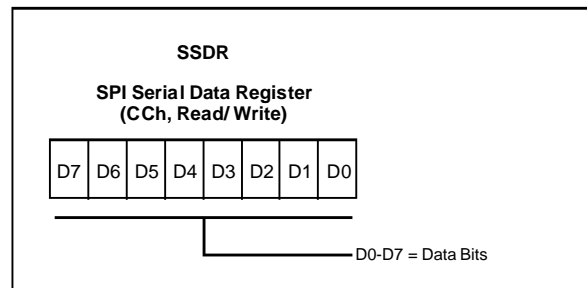 SSDR
SPI Serial Data Register
(CCh, Read/ Write)
D7 D6 D5 D4 D3 D2 D1 D0
D0-D7 = Data Bits